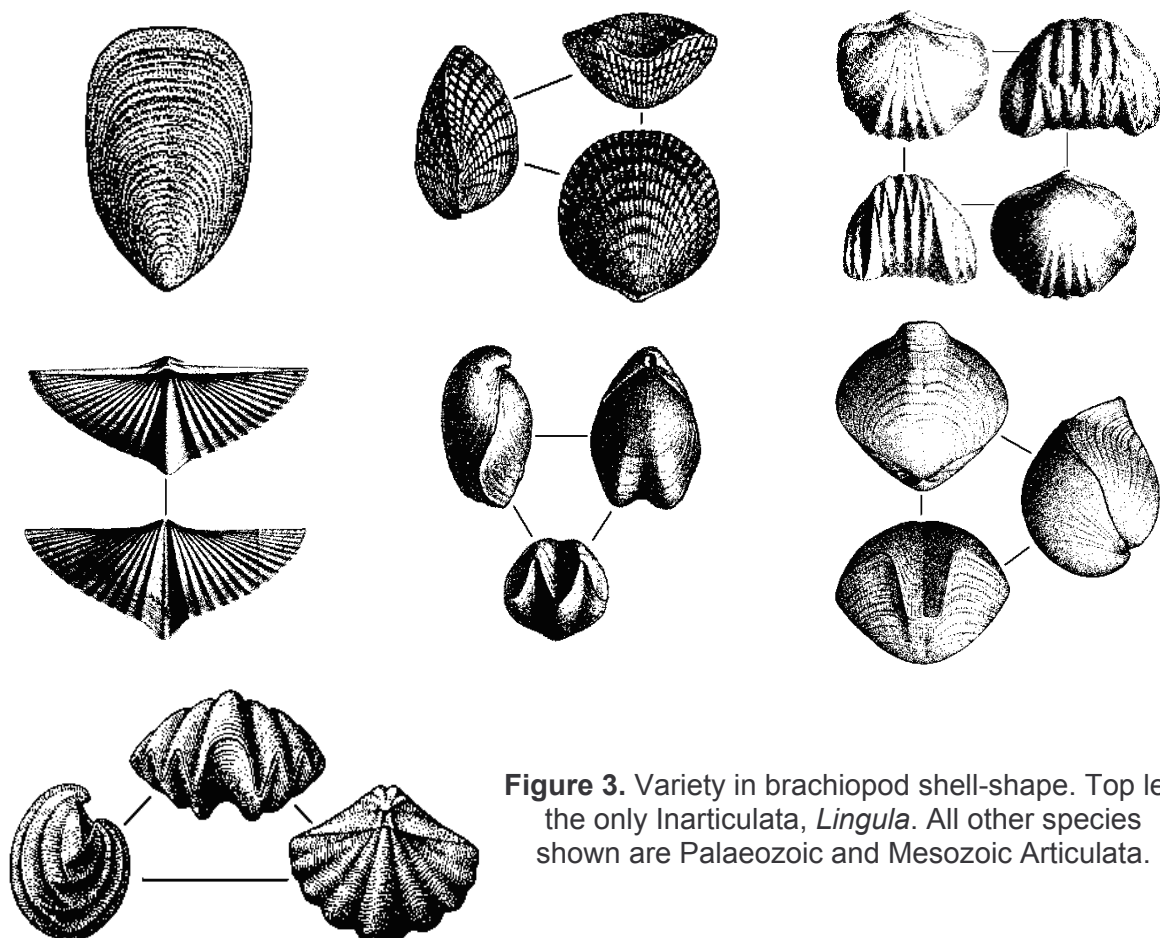 Figure 3. Variety in brachiopod shell-shape. Top le
the only Inarticulata, Lingula. All other species
shown are Palaeozoic and Mesozoic Articulata.